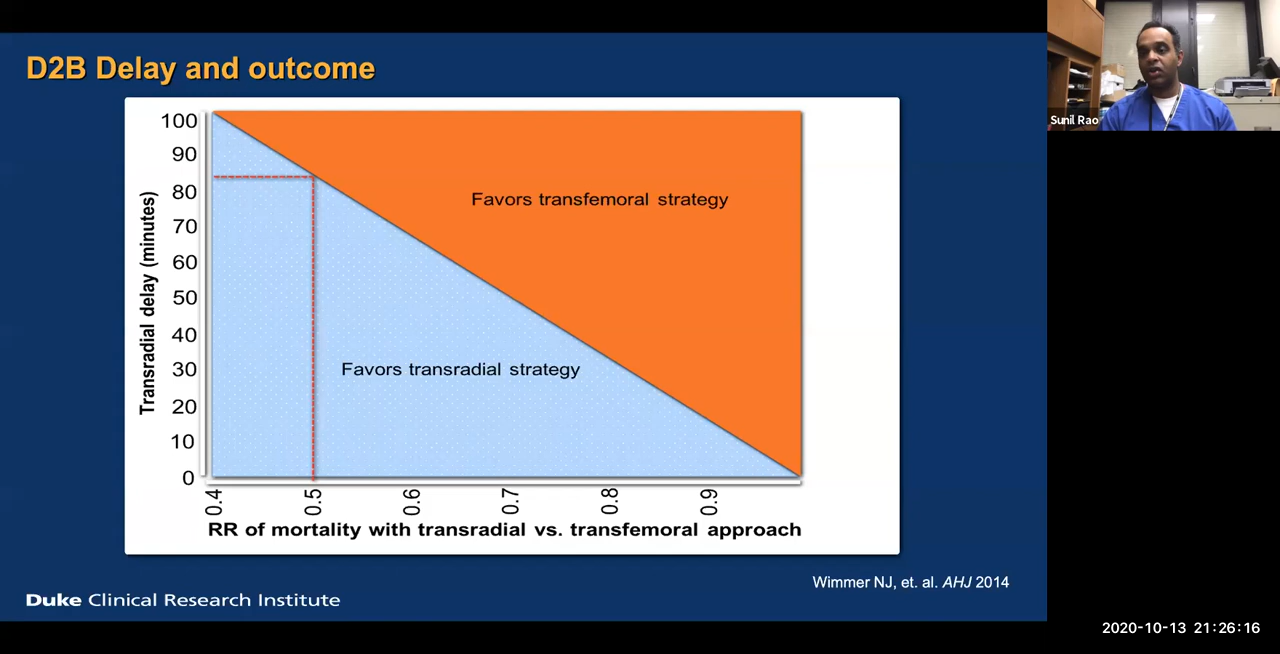 D2B Delay and outcome
Sunil Rao
Transradial delay (minutes)
100
90
80
70
60
50
40
30
20
10
0
Favors transfemoral strategy
Favors transradial strategy
0.4 0.5 0.6 0.7 0.8 0.9
RR of mortality with transradial vs. transfemoral approach
Wimmer NJ, et. al. AHJ 2014
Duke Clinical Research Institute
2020-10-13 21:26:16